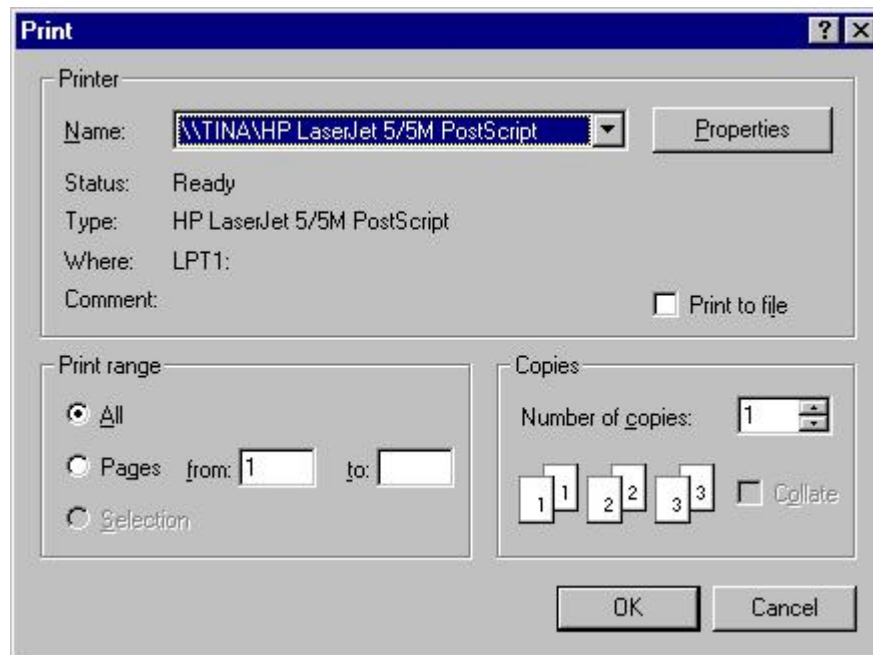 Print
Printer
Name: \\TINA\HP LaserJet 5/5M PostScript Properties
Status: Ready
Type: HP LaserJet 5/5M PostScript
Where: LPT1:
Comment: Print to file
Print range
All
Pages from: 1 to:
Selection
Copies
Number of copies: 1
1 1 2 2 3 3 Collate
OK Cancel